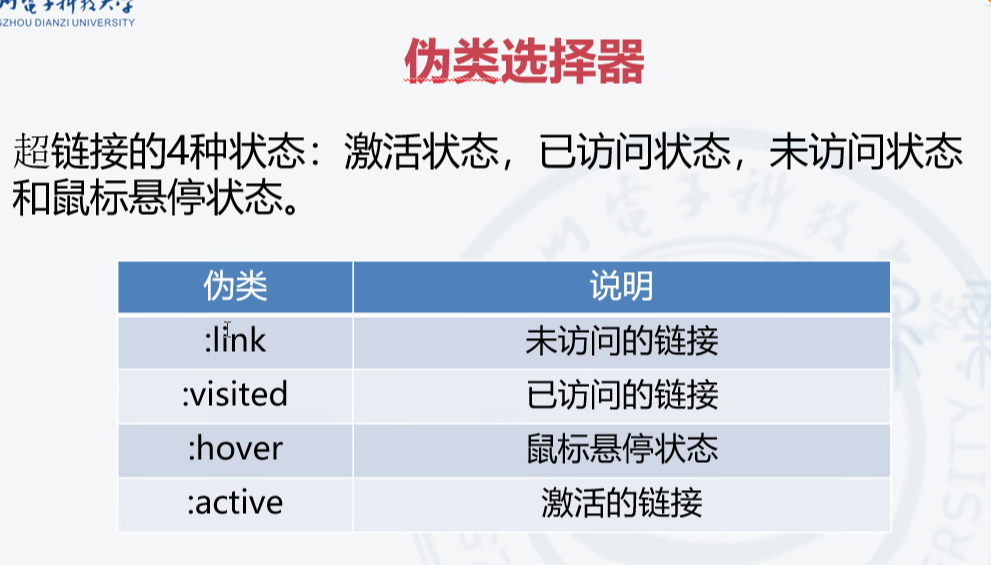 ZHOU DIANZI UNIVERSITY
伪类选择器
超链接的4种状态：激活状态，已访问状态，未访问状态
和鼠标悬停状态。
伪类 说明
:link 未访问的链接
:visited 已访问的链接
:hover 鼠标悬停状态
:active 激活的链接